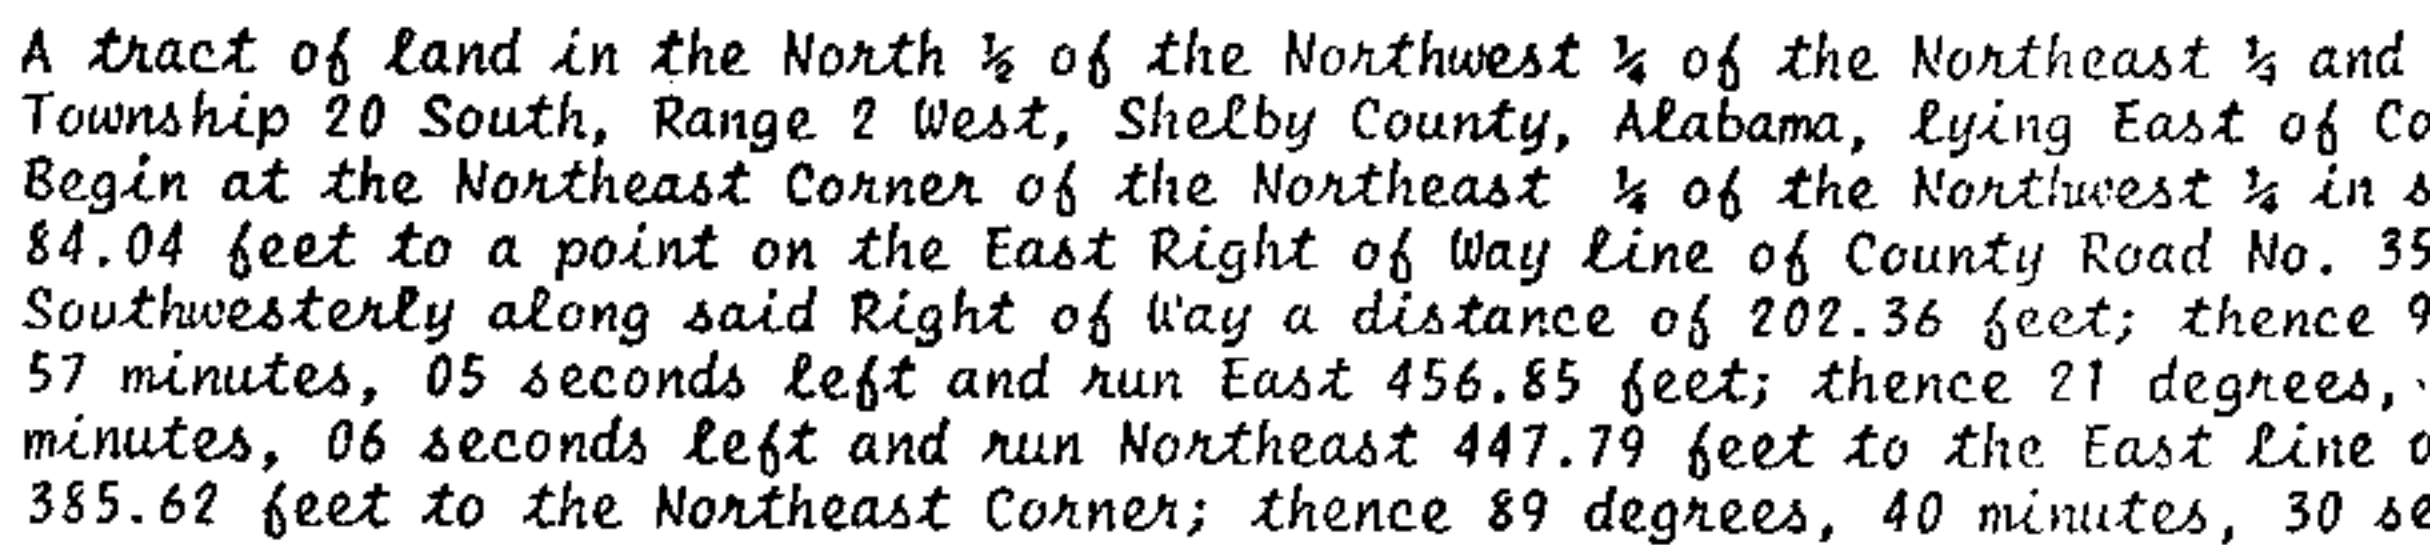 A tract of land in the North ½ of the Northwest ¼ of the Northeast ¼ and
Township 20 South, Range 2 West, Shelby County, Alabama, lying East of Co
Begin at the Northeast Corner of the Northeast ¼ of the Northwest ¼ in s
84.04 feet to a point on the East Right of Way line of County Road No. 35
Southwesterly along said Right of Way a distance of 202.36 feet; thence 9
57 minutes, 05 seconds left and run East 456.85 feet; thence 21 degrees,
minutes, 06 seconds left and run Northeast 447.79 feet to the East line o
385.62 feet to the Northeast Corner; thence 89 degrees, 40 minutes, 30 se